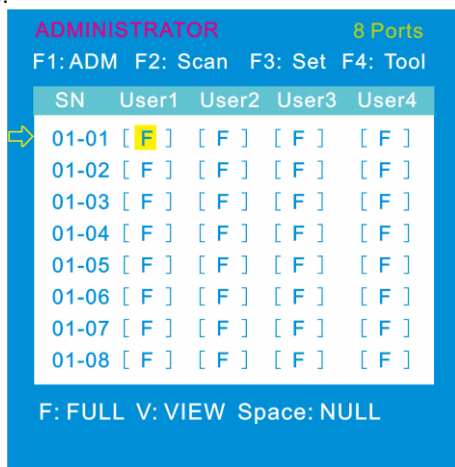 ADMINISTRATOR 8 Ports
F1: ADM F2: Scan F3: Set F4: Tool
SN User1 User2 User3 User4
01-01 [ F ] [ F ] [ F ] [ F ]
01-02 [ F ] [ F ] [ F ] [ F ]
01-03 [ F ] [ F ] [ F ] [ F ]
01-04 [ F ] [ F ] [ F ] [ F ]
01-05 [ F ] [ F ] [ F ] [ F ]
01-06 [ F ] [ F ] [ F ] [ F ]
01-07 [ F ] [ F ] [ F ] [ F ]
01-08 [ F ] [ F ] [ F ] [ F ]
F: FULL V: VIEW Space: NULL